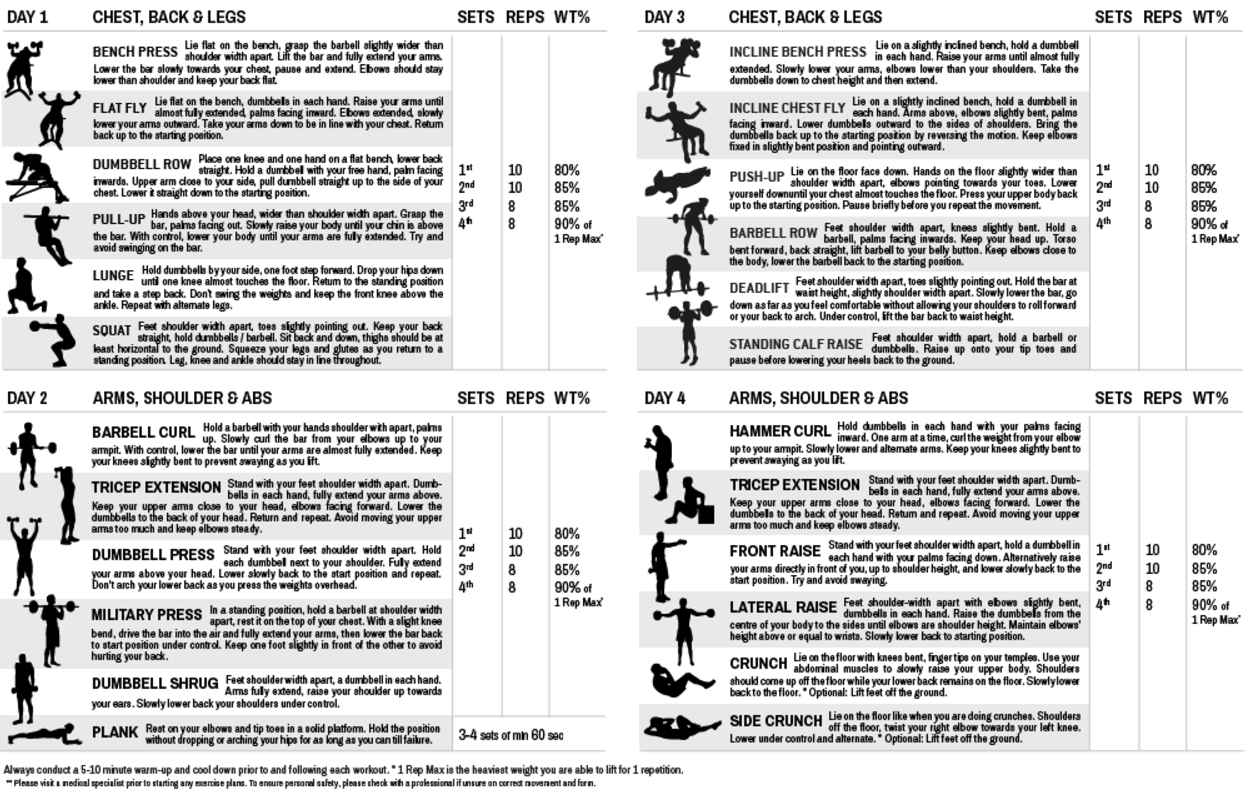 DAY 1 CHEST, BACK & LEGS SETS REPS WT%
BENCH PRESS Lie flat on the bench, grasp the barbell slightly wider than
shoulder width apart. Lift the bar and fully extend your arms.
Lower the bar slowly towards your chest, pause and extend. Elbows should stay
lower than shoulder and keep your back flat.
FLAT FLY Lie flat on the bench, dumbbells in each hand. Raise your arms until
almost fully extended, palms facing inward. Elbows extended, slowly
lower your arms outward. Take your arms down to be in line with your chest. Return
back up to the starting position.
DUMBBELL ROW Place one knee and one hand on a flat bench, lower back
straight. Hold a dumbbell with your free hand, palm facing
inwards. Upper arm close to your side, pull dumbbell straight up to the side of your
chest. Lower it straight down to the starting position.
PULL-UP Hands above your head, wider than shoulder width apart. Grasp the
bar, palms facing out. Slowly raise your body until your chin is above
the bar. With control, lower your body until your arms are fully extended. Try and
avoid swinging on the bar.
LUNGE Hold dumbbells by your side, one foot step forward. Drop your hips down
until one knee almost touches the floor. Return to the standing position
and take a step back. Don't swing the weights and keep the front knee above the
ankle. Repeat with alternate legs.
SQUAT Feet shoulder width apart, toes slightly pointing out. Keep your back
straight, hold dumbbells / barbell. Sit back and down, thighs should be at
least horizontal to the ground. Squeeze your legs and glutes as you return to a
standing position. Leg, knee and ankle should stay in line throughout.
1st 10 80%
2nd 10 85%
3rd 8 85%
4th 8 90% of
1 Rep Max*
DAY 3 CHEST, BACK & LEGS SETS REPS WT%
INCLINE BENCH PRESS Lie on a slightly inclined bench, hold a dumbbell
in each hand. Raise your arms until almost fully
extended. Slowly lower your arms, elbows lower than your shoulders. Take the
dumbbells down to chest height and then extend.
INCLINE CHEST FLY Lie on a slightly inclined bench, hold a dumbbell in
each hand. Arms above, elbows slightly bent, palms
facing inward. Lower dumbbells outward to the sides of shoulders. Bring the
dumbbells back up to the starting position by reversing the motion. Keep elbows
fixed in slightly bent position and pointing outward.
PUSH-UP Lie on the floor face down. Hands on the floor slightly wider than
shoulder width apart, elbows pointing towards your toes. Lower
yourself downuntil your chest almost touches the floor. Press your upper body back
up to the starting position. Pause briefly before you repeat the movement.
BARBELL ROW Feet shoulder width apart, knees slightly bent. Hold a
barbell, palms facing inwards. Keep your head up. Torso
bent forward, back straight, lift barbell to your belly button. Keep elbows close to
the body, lower the barbell back to the starting position.
DEADLIFT Feet shoulder width apart, toes slightly pointing out. Hold the bar at
waist height, slightly shoulder width apart. Slowly lower the bar, go
down as far as you feel comfortable without allowing your shoulders to roll forward
or your back to arch. Under control, lift the bar back to waist height.
STANDING CALF RAISE Feet shoulder width apart, hold a barbell or
dumbbells. Raise up onto your tip toes and
pause before lowering your heels back to the ground.
1st 10 80%
2nd 10 85%
3rd 8 85%
4th 8 90% of
1 Rep Max*
DAY 2 ARMS, SHOULDER & ABS SETS REPS WT%
BARBELL CURL Hold a barbell with your hands shoulder with apart, palms
up. Slowly curl the bar from your elbows up to your
armpit. With control, lower the bar until your arms are almost fully extended. Keep
your knees slightly bent to prevent swaying as you lift.
TRICEP EXTENSION Stand with your feet shoulder width apart. Dumb-
bells in each hand, fully extend your arms above.
Keep your upper arms close to your head, elbows facing forward. Lower the
dumbbells to the back of your head. Return and repeat. Avoid moving your upper
arms too much and keep elbows steady.
DUMBBELL PRESS Stand with your feet shoulder width apart. Hold
each dumbbell next to your shoulder. Fully extend
your arms above your head. Lower slowly back to the start position and repeat.
Don't arch your lower back as you press the weights overhead.
MILITARY PRESS In a standing position, hold a barbell at shoulder width
apart, rest it on the top of your chest. With a slight knee
bend, drive the bar into the air and fully extend your arms, then lower the bar back
to start position under control. Keep one foot slightly in front of the other to avoid
hurting your back.
DUMBBELL SHRUG Feet shoulder width apart, a dumbbell in each hand.
Arms fully extend, raise your shoulder up towards
your ears. Slowly lower back your shoulders under control.
1st 10 80%
2nd 10 85%
3rd 8 85%
4th 8 90% of
1 Rep Max*
PLANK Rest on your elbows and tip toes in a solid platform. Hold the position
without dropping or arching your hips for as long as you can till failure.
3-4 sets of min 60 sec
DAY 4 ARMS, SHOULDER & ABS SETS REPS WT%
HAMMER CURL Hold dumbbells in each hand with your palms facing
inward. One arm at a time, curl the weight from your elbow
up to your armpit. Slowly lower and alternate arms. Keep your knees slightly bent to
prevent swaying as you lift.
TRICEP EXTENSION Stand with your feet shoulder width apart. Dumb-
bells in each hand, fully extend your arms above.
Keep your upper arms close to your head, elbows facing forward. Lower the
dumbbells to the back of your head. Return and repeat. Avoid moving your upper
arms too much and keep elbows steady.
FRONT RAISE Stand with your feet shoulder width apart, hold a dumbbell in
each hand with your palms facing down. Alternatively raise
your arms directly in front of you, up to shoulder height, and lower slowly back to the
start position. Try and avoid swaying.
LATERAL RAISE Feet shoulder-width apart with elbows slightly bent,
dumbbells in each hand. Raise the dumbbells from the
centre of your body to the sides until elbows are shoulder height. Maintain elbows'
height above or equal to wrists. Slowly lower back to starting position.
CRUNCH Lie on the floor with knees bent, finger tips on your temples. Use your
abdominal muscles to slowly raise your upper body. Shoulders
should come up off the floor while your lower back remains on the floor. Slowly lower
back to the floor. * Optional: Lift feet off the ground.
SIDE CRUNCH Lie on the floor like when you are doing crunches. Shoulders
off the floor, twist your right elbow towards your left knee.
Lower under control and alternate. * Optional: Lift feet off the ground.
1st 10 80%
2nd 10 85%
3rd 8 85%
4th 8 90% of
1 Rep Max*
Always conduct a 5-10 minute warm-up and cool down prior to and following each workout. * 1 Rep Max is the heaviest weight you are able to lift for 1 repetition.
** Please visit a medical specialist prior to starting any exercise plans. To ensure personal safety, please check with a professional if unsure on correct movement and form.